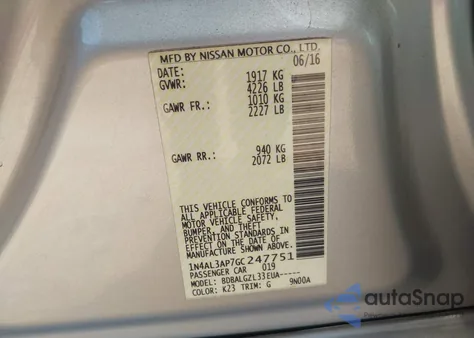 MFD BY NISSAN MOTOR CO., LTD.
DATE: 06/16
GVWR: 1917 KG
4226 LB
GAWR FR.: 1010 KG
2227 LB
GAWR RR.: 940 KG
2072 LB
THIS VEHICLE CONFORMS TO
ALL APPLICABLE FEDERAL
MOTOR VEHICLE SAFETY,
BUMPER, AND THEFT
PREVENTION STANDARDS IN
EFFECT ON THE DATE OF
MANUFACTURE SHOWN ABOVE.
1N4AL3AP7GC247751
PASSENGER CAR 019
MODEL: BDBALGZL33EUA-----
COLOR: K23 TRIM: G 9N00A
autaSnap